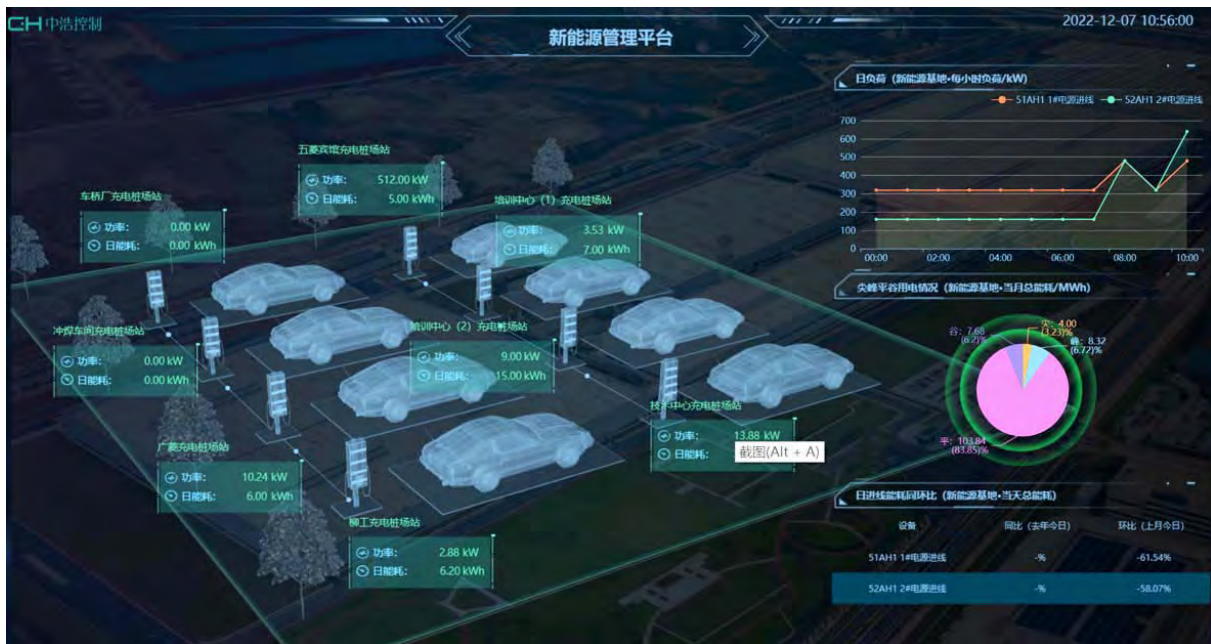 CH 中浩控制
新能源管理平台
2022-12-07 10:56:00
五菱宾馆充电桩场站
功率: 512.00 kW
日能耗: 5.00 kWh
车桥厂充电桩场站
功率: 0.00 kW
日能耗: 0.00 kWh
培训中心（1）充电桩场站
功率: 3.53 kW
日能耗: 7.00 kWh
冲焊车间充电桩场站
功率: 0.00 kW
日能耗: 0.00 kWh
培训中心（2）充电桩场站
功率: 9.00 kW
日能耗: 15.00 kWh
技术中心充电桩场站
功率: 13.88 kW
日能耗:
截图(Alt + A)
广菱充电桩场站
功率: 10.24 kW
日能耗: 6.00 kWh
柳工充电桩场站
功率: 2.88 kW
日能耗: 6.20 kWh
日负荷（新能源基地•每小时负荷/kW）
51AH1 1#电源进线 52AH1 2#电源进线
700
600
500
400
300
200
100
0
00:00 02:00 04:00 06:00 08:00 10:00
尖峰平谷用电情况（新能源基地•当月总能耗/MWh）
谷: 7.68
(6.2)%
尖: 4.00
(3.23)%
峰: 8.32
(6.72)%
平: 103.84
(83.85)%
日进线能耗同环比（新能源基地•当天总能耗）
设备 同比（去年今日） 环比（上月今日）
51AH1 1#电源进线 -% -61.54%
52AH1 2#电源进线 -% -58.07%